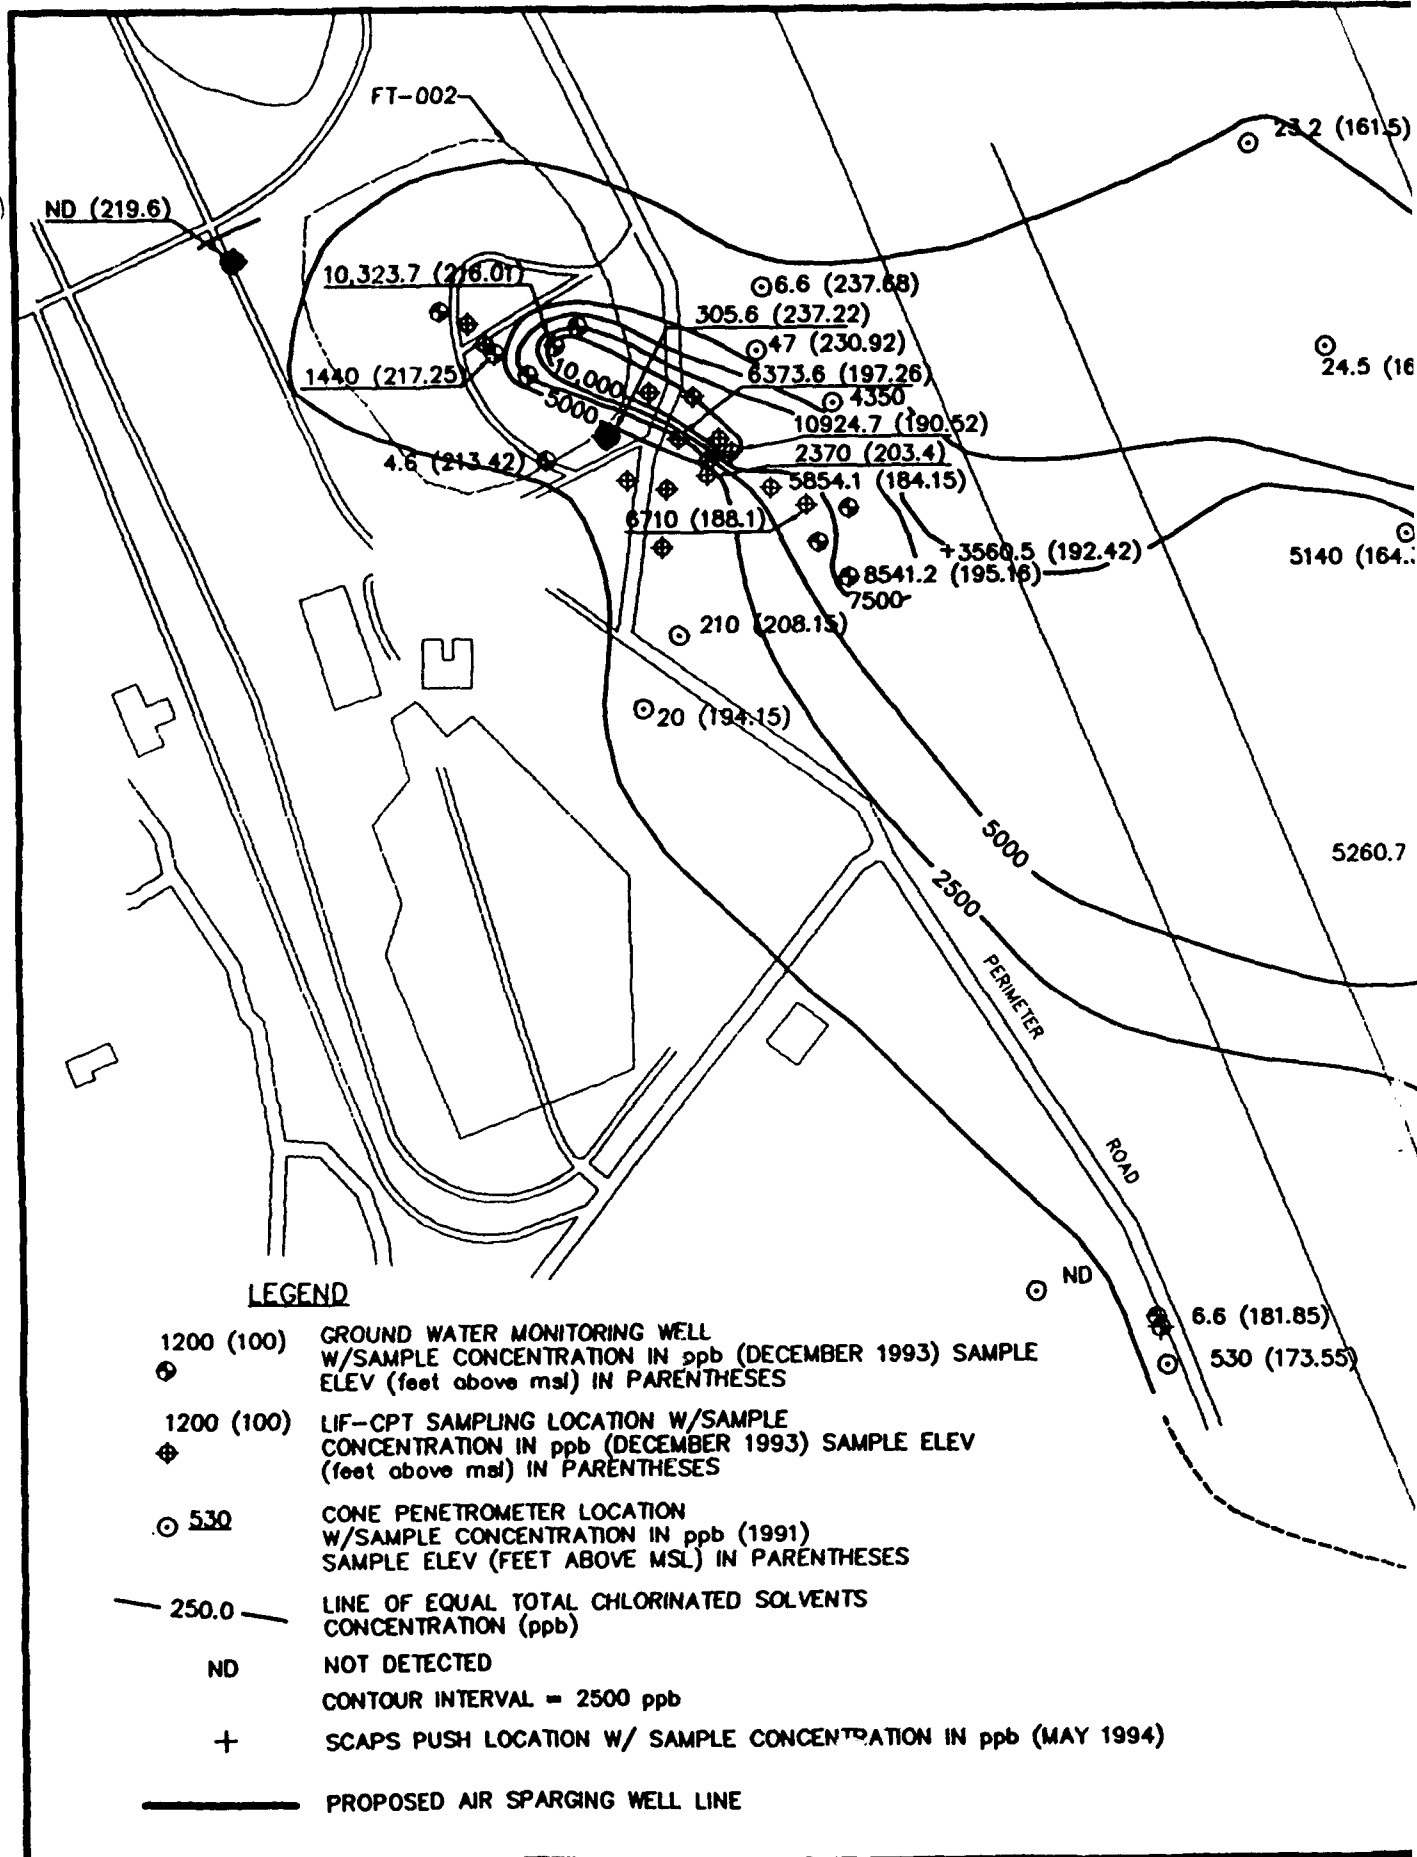 FT-002
23.2 (161.5)
)
ND (219.6)
10,323.7 (216.01)
6.6 (237.68)
305.6 (237.22)
47 (230.92)
24.5 (16
1440 (217.25)
10,000
6373.6 (197.26)
5000
4350
10924.7 (190.52)
4.6 (213.42)
2370 (203.4)
5854.1 (184.15)
6710 (188.1)
+3560.5 (192.42)
5140 (164.
8541.2 (195.16)
7500
210 (208.15)
20 (194.15)
5000
5260.7
2500
PERIMETER
ROAD
ND
6.6 (181.85)
530 (173.55)
LEGEND
1200 (100) GROUND WATER MONITORING WELL
W/SAMPLE CONCENTRATION IN ppb (DECEMBER 1993) SAMPLE
ELEV (feet above msl) IN PARENTHESES
1200 (100) LIF-CPT SAMPLING LOCATION W/SAMPLE
CONCENTRATION IN ppb (DECEMBER 1993) SAMPLE ELEV
(feet above msl) IN PARENTHESES
530 CONE PENETROMETER LOCATION
W/SAMPLE CONCENTRATION IN ppb (1991)
SAMPLE ELEV (FEET ABOVE MSL) IN PARENTHESES
250.0 LINE OF EQUAL TOTAL CHLORINATED SOLVENTS
CONCENTRATION (ppb)
ND NOT DETECTED
CONTOUR INTERVAL = 2500 ppb
+ SCAPS PUSH LOCATION W/ SAMPLE CONCENTRATION IN ppb (MAY 1994)
PROPOSED AIR SPARGING WELL LINE